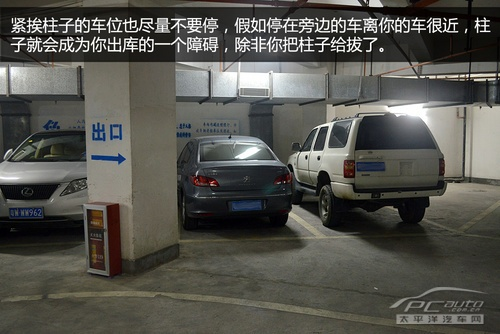 紧挨柱子的车位也尽量不要停，假如停在旁边的车离你的车很近，柱
子就会成为你出库的一个障碍，除非你把柱子给拔了。
出口
PCauto
.com.cn
太平洋汽车网